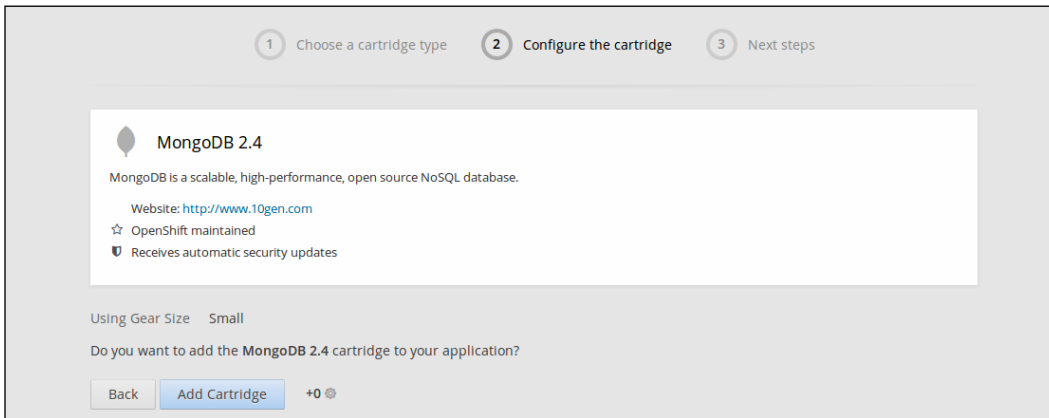 1 Choose a cartridge type 2 Configure the cartridge 3 Next steps
MongoDB 2.4
MongoDB is a scalable, high-performance, open source NoSQL database.
Website: http://www.10gen.com
OpenShift maintained
Receives automatic security updates
Using Gear Size Small
Do you want to add the MongoDB 2.4 cartridge to your application?
Back Add Cartridge +0